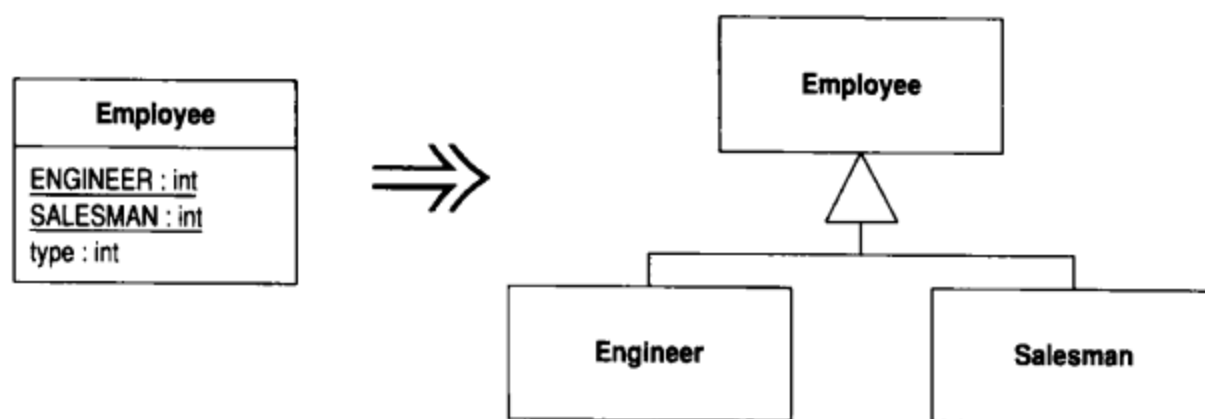 Employee
ENGINEER : int
SALESMAN : int
type : int
Employee
Engineer
Salesman